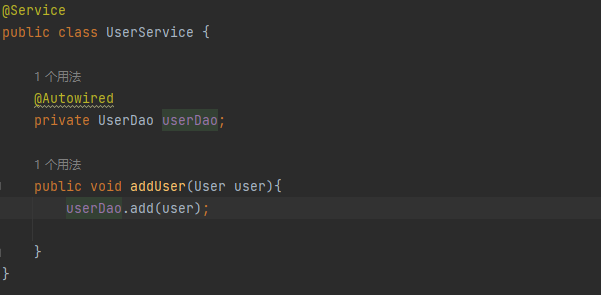 @Service
public class UserService {
1 个用法
@Autowired
private UserDao userDao;
1 个用法
public void addUser(User user){
userDao.add(user);
}
}